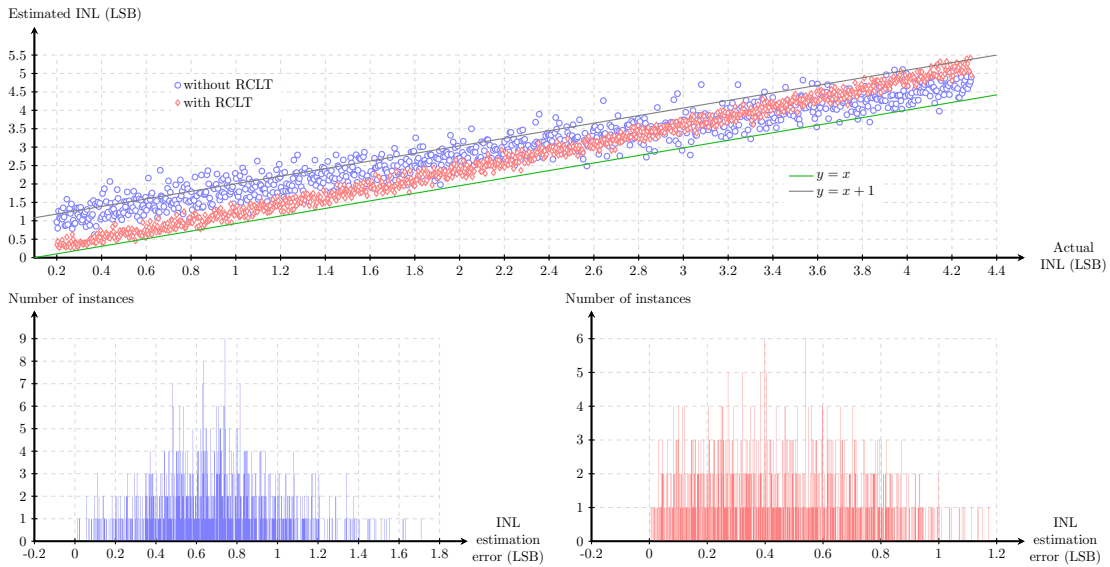 Estimated INL (LSB)
5.5
5
4.5
4
3.5
3
2.5
2
1.5
1
0.5
0
without RCLT
with RCLT
y = x
y = x + 1
0.2 0.4 0.6 0.8 1 1.2 1.4 1.6 1.8 2 2.2 2.4 2.6 2.8 3 3.2 3.4 3.6 3.8 4 4.2 4.4
Actual
INL (LSB)
Number of instances
9
8
7
6
5
4
3
2
1
0
-0.2 0 0.2 0.4 0.6 0.8 1 1.2 1.4 1.6 1.8
INL
estimation
error (LSB)
Number of instances
6
5
4
3
2
1
0
-0.2 0 0.2 0.4 0.6 0.8 1 1.2
INL
estimation
error (LSB)